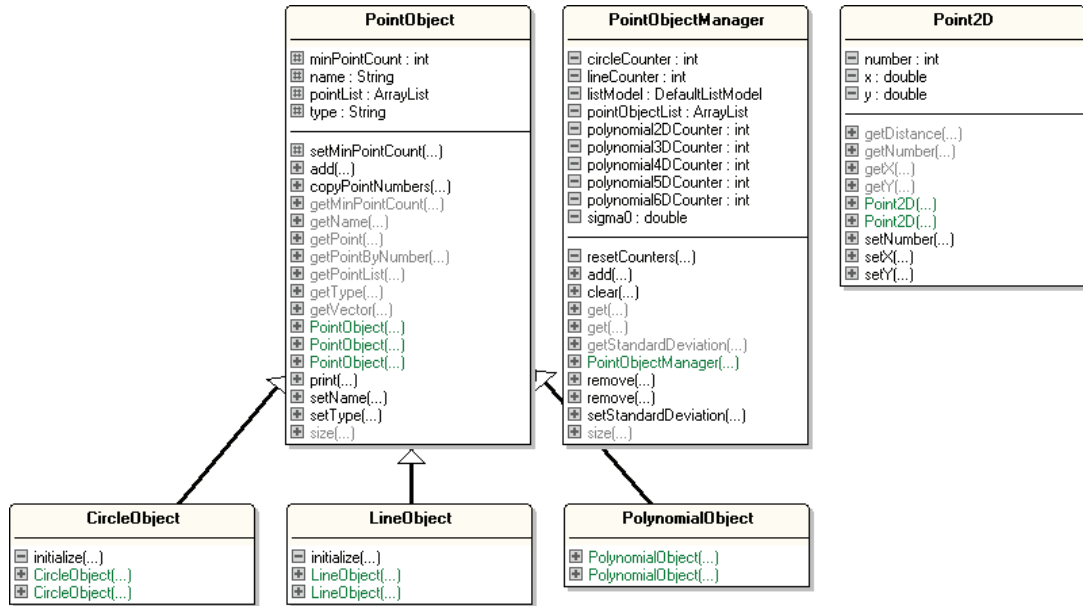 PointObject
minPointCount : int
name : String
pointList : ArrayList
type : String
setMinPointCount(...)
add(...)
copyPointNumbers(...)
getMinPointCount(...)
getName(...)
getPoint(...)
getPointByNumber(...)
getPointList(...)
getType(...)
getVector(...)
PointObject(...)
PointObject(...)
PointObject(...)
print(...)
setName(...)
setType(...)
size(...)
PointObjectManager
circleCounter : int
lineCounter : int
listModel : DefaultListModel
pointObjectList : ArrayList
polynomial2DCounter : int
polynomial3DCounter : int
polynomial4DCounter : int
polynomial5DCounter : int
polynomial6DCounter : int
sigma0 : double
resetCounters(...)
add(...)
clear(...)
get(...)
get(...)
getStandardDeviation(...)
PointObjectManager(...)
remove(...)
remove(...)
setStandardDeviation(...)
size(...)
Point2D
number : int
x : double
y : double
getDistance(...)
getNumber(...)
getX(...)
getY(...)
Point2D(...)
Point2D(...)
setNumber(...)
setX(...)
setY(...)
CircleObject
initialize(...)
CircleObject(...)
CircleObject(...)
LineObject
initialize(...)
LineObject(...)
LineObject(...)
PolynomialObject
PolynomialObject(...)
PolynomialObject(...)